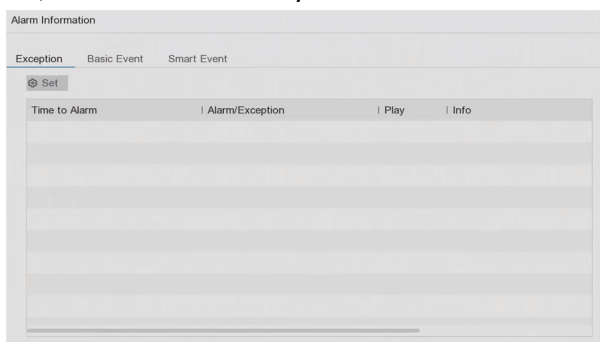 Alarm Information
Exception Basic Event Smart Event
Set
Time to Alarm Alarm/Exception Play Info